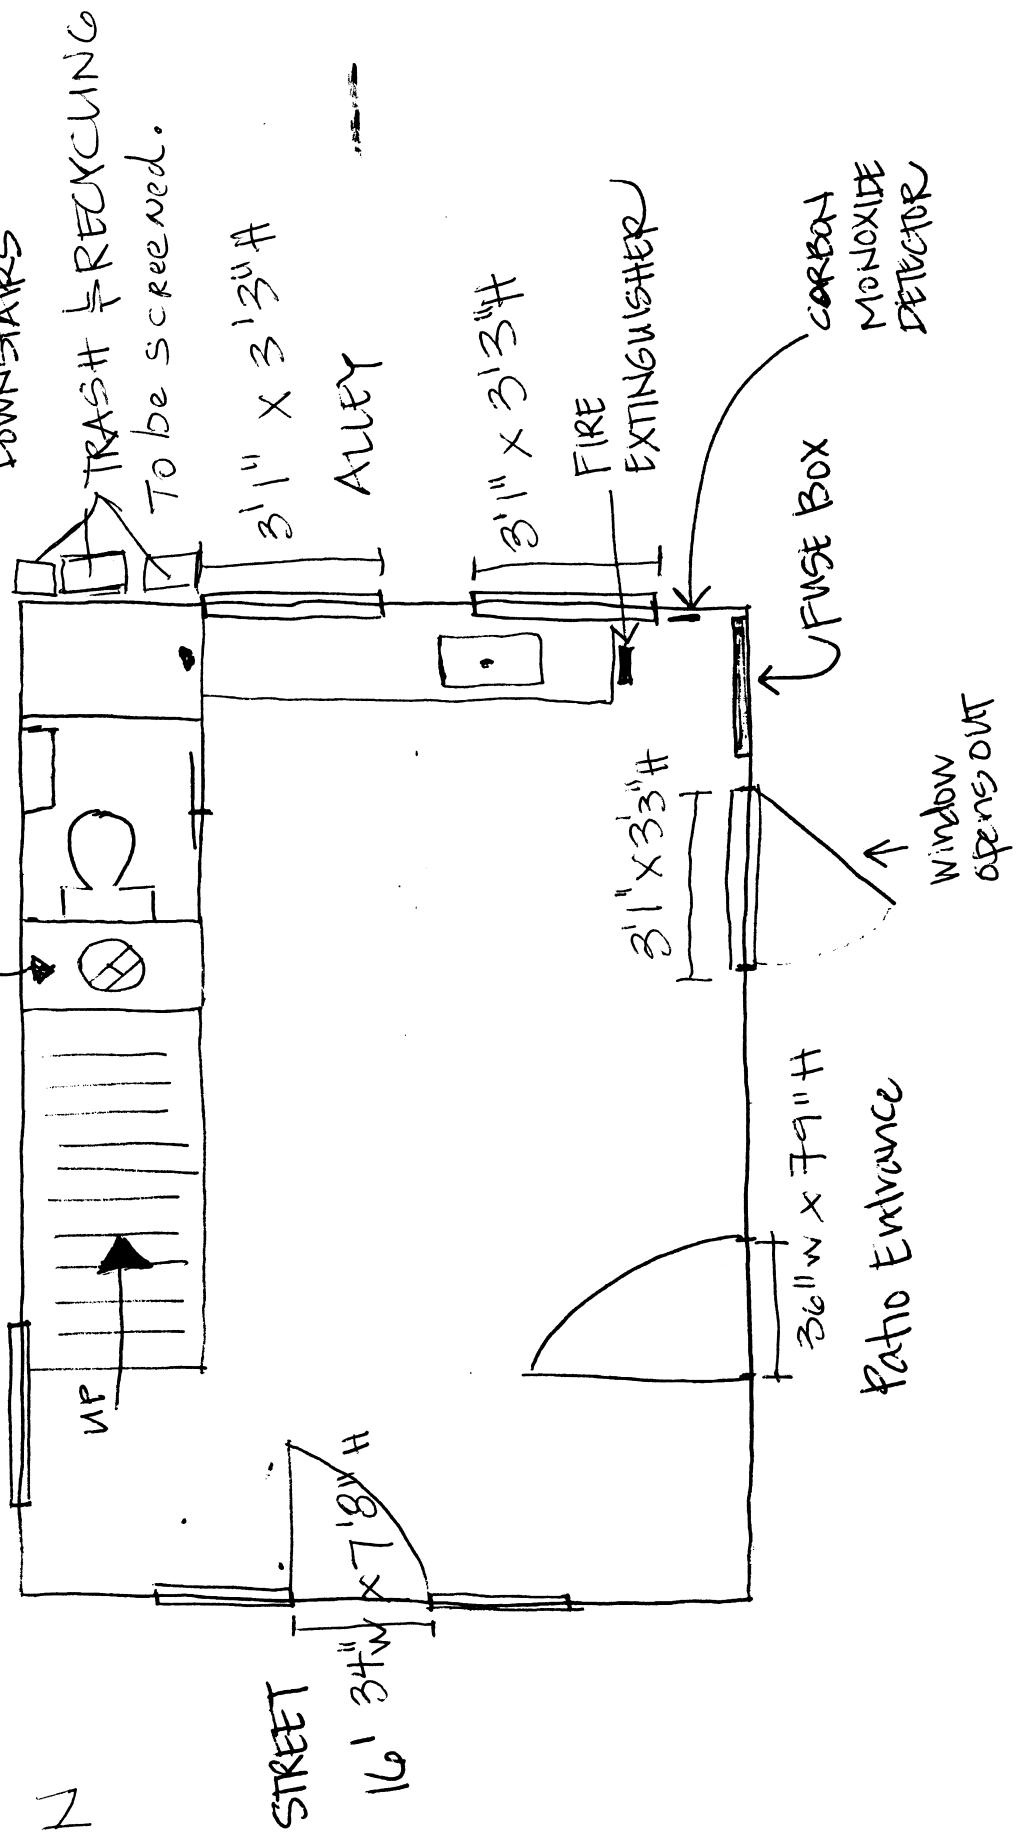 DOWNSTAIRS
TRASH & RECYCLING
To be screened.
3'1" X 3'3"H
ALLEY
3'1" X 3'3"H
FIRE
EXTINGUISHER
CARBON
MONOXIDE
DETECTOR
FUSE BOX
3'1" X 3'3"H
Window
opens OUT
36"W X 79"H
Patio Entrance
UP
STREET
16' 34"W X 7'8"H
N